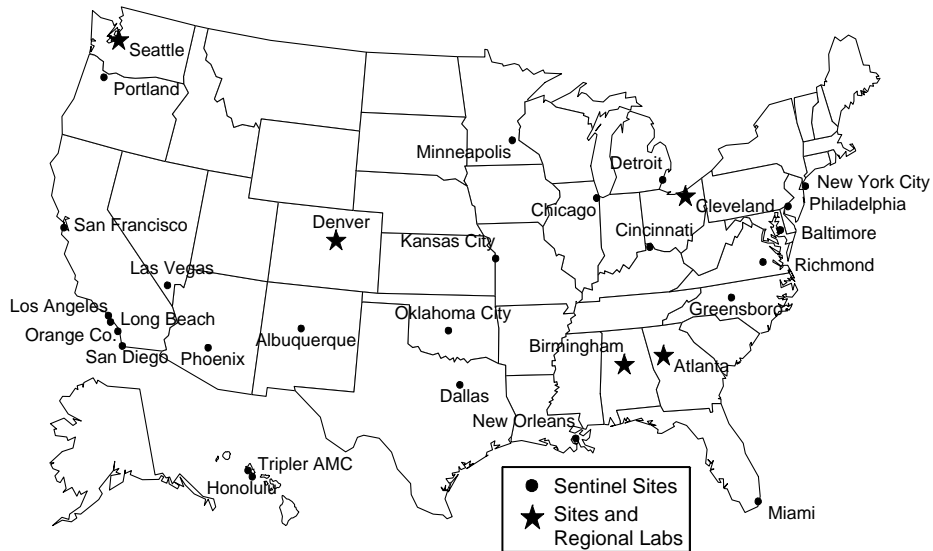 Seattle
Portland
Minneapolis
Detroit
New York City
Cleveland
Philadelphia
Chicago
San Francisco
Denver
Kansas City
Cincinnati
Baltimore
Richmond
Las Vegas
Los Angeles
Long Beach
Orange Co.
San Diego
Phoenix
Albuquerque
Oklahoma City
Greensboro
Birmingham
Atlanta
Dallas
New Orleans
Tripler AMC
Honolulu
Miami
Sentinel Sites
Sites and
Regional Labs